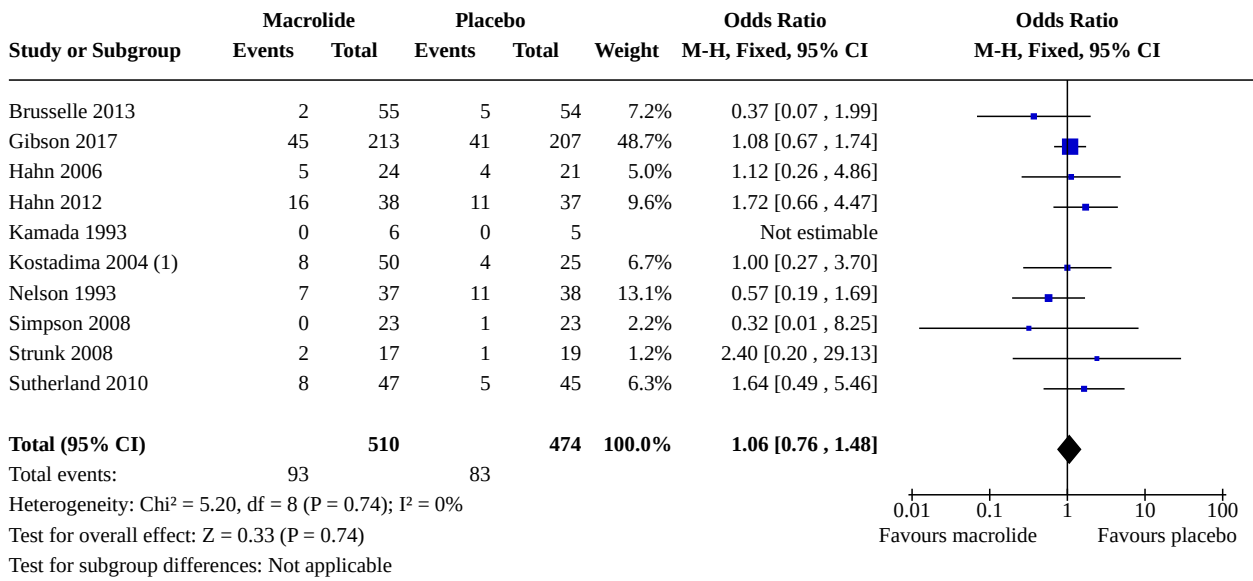 Macrolide Placebo Odds Ratio Odds Ratio
Study or Subgroup Events Total Events Total Weight M-H, Fixed, 95% CI M-H, Fixed, 95% CI
Brusselle 2013 2 55 5 54 7.2% 0.37 [0.07 , 1.99]
Gibson 2017 45 213 41 207 48.7% 1.08 [0.67 , 1.74]
Hahn 2006 5 24 4 21 5.0% 1.12 [0.26 , 4.86]
Hahn 2012 16 38 11 37 9.6% 1.72 [0.66 , 4.47]
Kamada 1993 0 6 0 5 Not estimable
Kostadima 2004 (1) 8 50 4 25 6.7% 1.00 [0.27 , 3.70]
Nelson 1993 7 37 11 38 13.1% 0.57 [0.19 , 1.69]
Simpson 2008 0 23 1 23 2.2% 0.32 [0.01 , 8.25]
Strunk 2008 2 17 1 19 1.2% 2.40 [0.20 , 29.13]
Sutherland 2010 8 47 5 45 6.3% 1.64 [0.49 , 5.46]
Total (95% CI) 510 474 100.0% 1.06 [0.76 , 1.48]
Total events: 93 83
Heterogeneity: Chi² = 5.20, df = 8 (P = 0.74); I² = 0%
Test for overall effect: Z = 0.33 (P = 0.74)
Test for subgroup differences: Not applicable
0.01 0.1 1 10 100
Favours macrolide Favours placebo